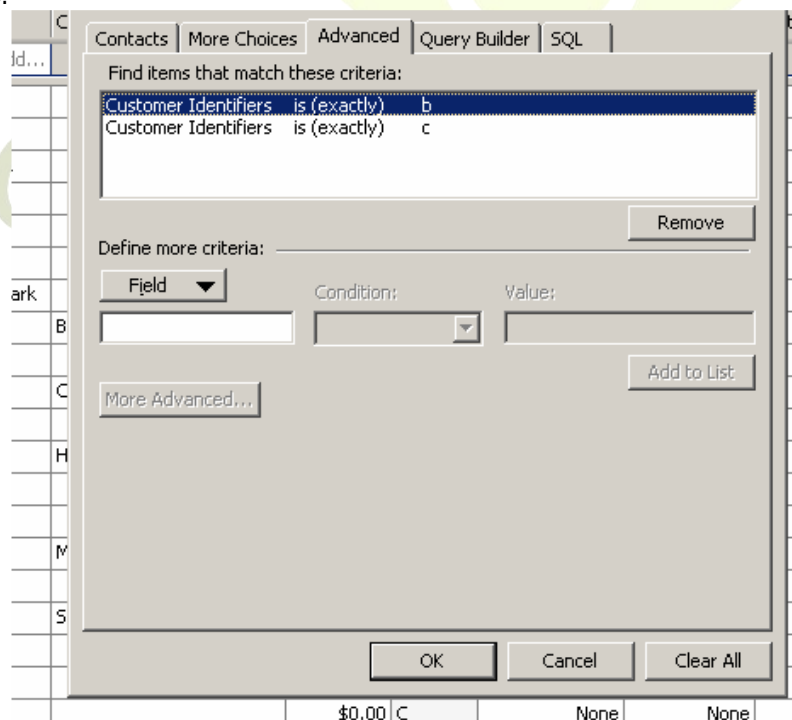 Contacts More Choices Advanced Query Builder SQL
Find items that match these criteria:
Customer Identifiers is (exactly) b
Customer Identifiers is (exactly) c
Remove
Define more criteria:
Field
Condition:
Value:
Add to List
More Advanced...
OK Cancel Clear All
dd...
ark
B
C
H
M
S
$0.00 C None None